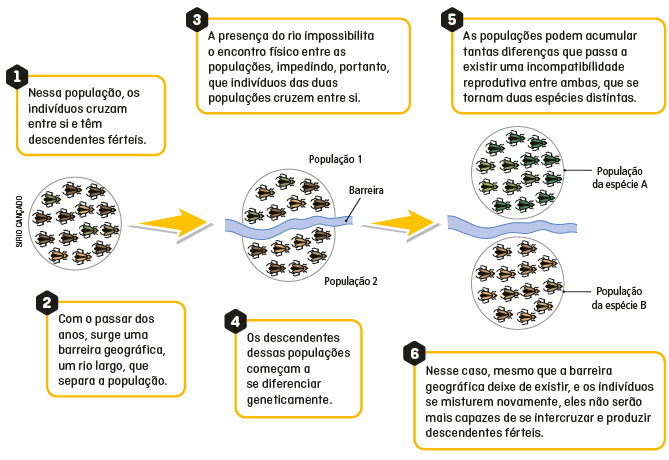 1
Nessa população, os
indivíduos cruzam
entre si e têm
descendentes férteis.
SIRIO CANÇADO
2
Com o passar dos
anos, surge uma
barreira geográfica,
um rio largo, que
separa a população.
3
A presença do rio impossibilita
o encontro físico entre as
populações, impedindo, portanto,
que indivíduos das duas
populações cruzem entre si.
População 1
Barreira
População 2
4
Os descendentes
dessas populações
começam a
se diferenciar
geneticamente.
5
As populações podem acumular
tantas diferenças que passa a
existir uma incompatibilidade
reprodutiva entre ambas, que se
tornam duas espécies distintas.
População
da espécie A
População
da espécie B
6
Nesse caso, mesmo que a barreira
geográfica deixe de existir, e os indivíduos
se misturem novamente, eles não serão
mais capazes de se intercruzar e produzir
descendentes férteis.